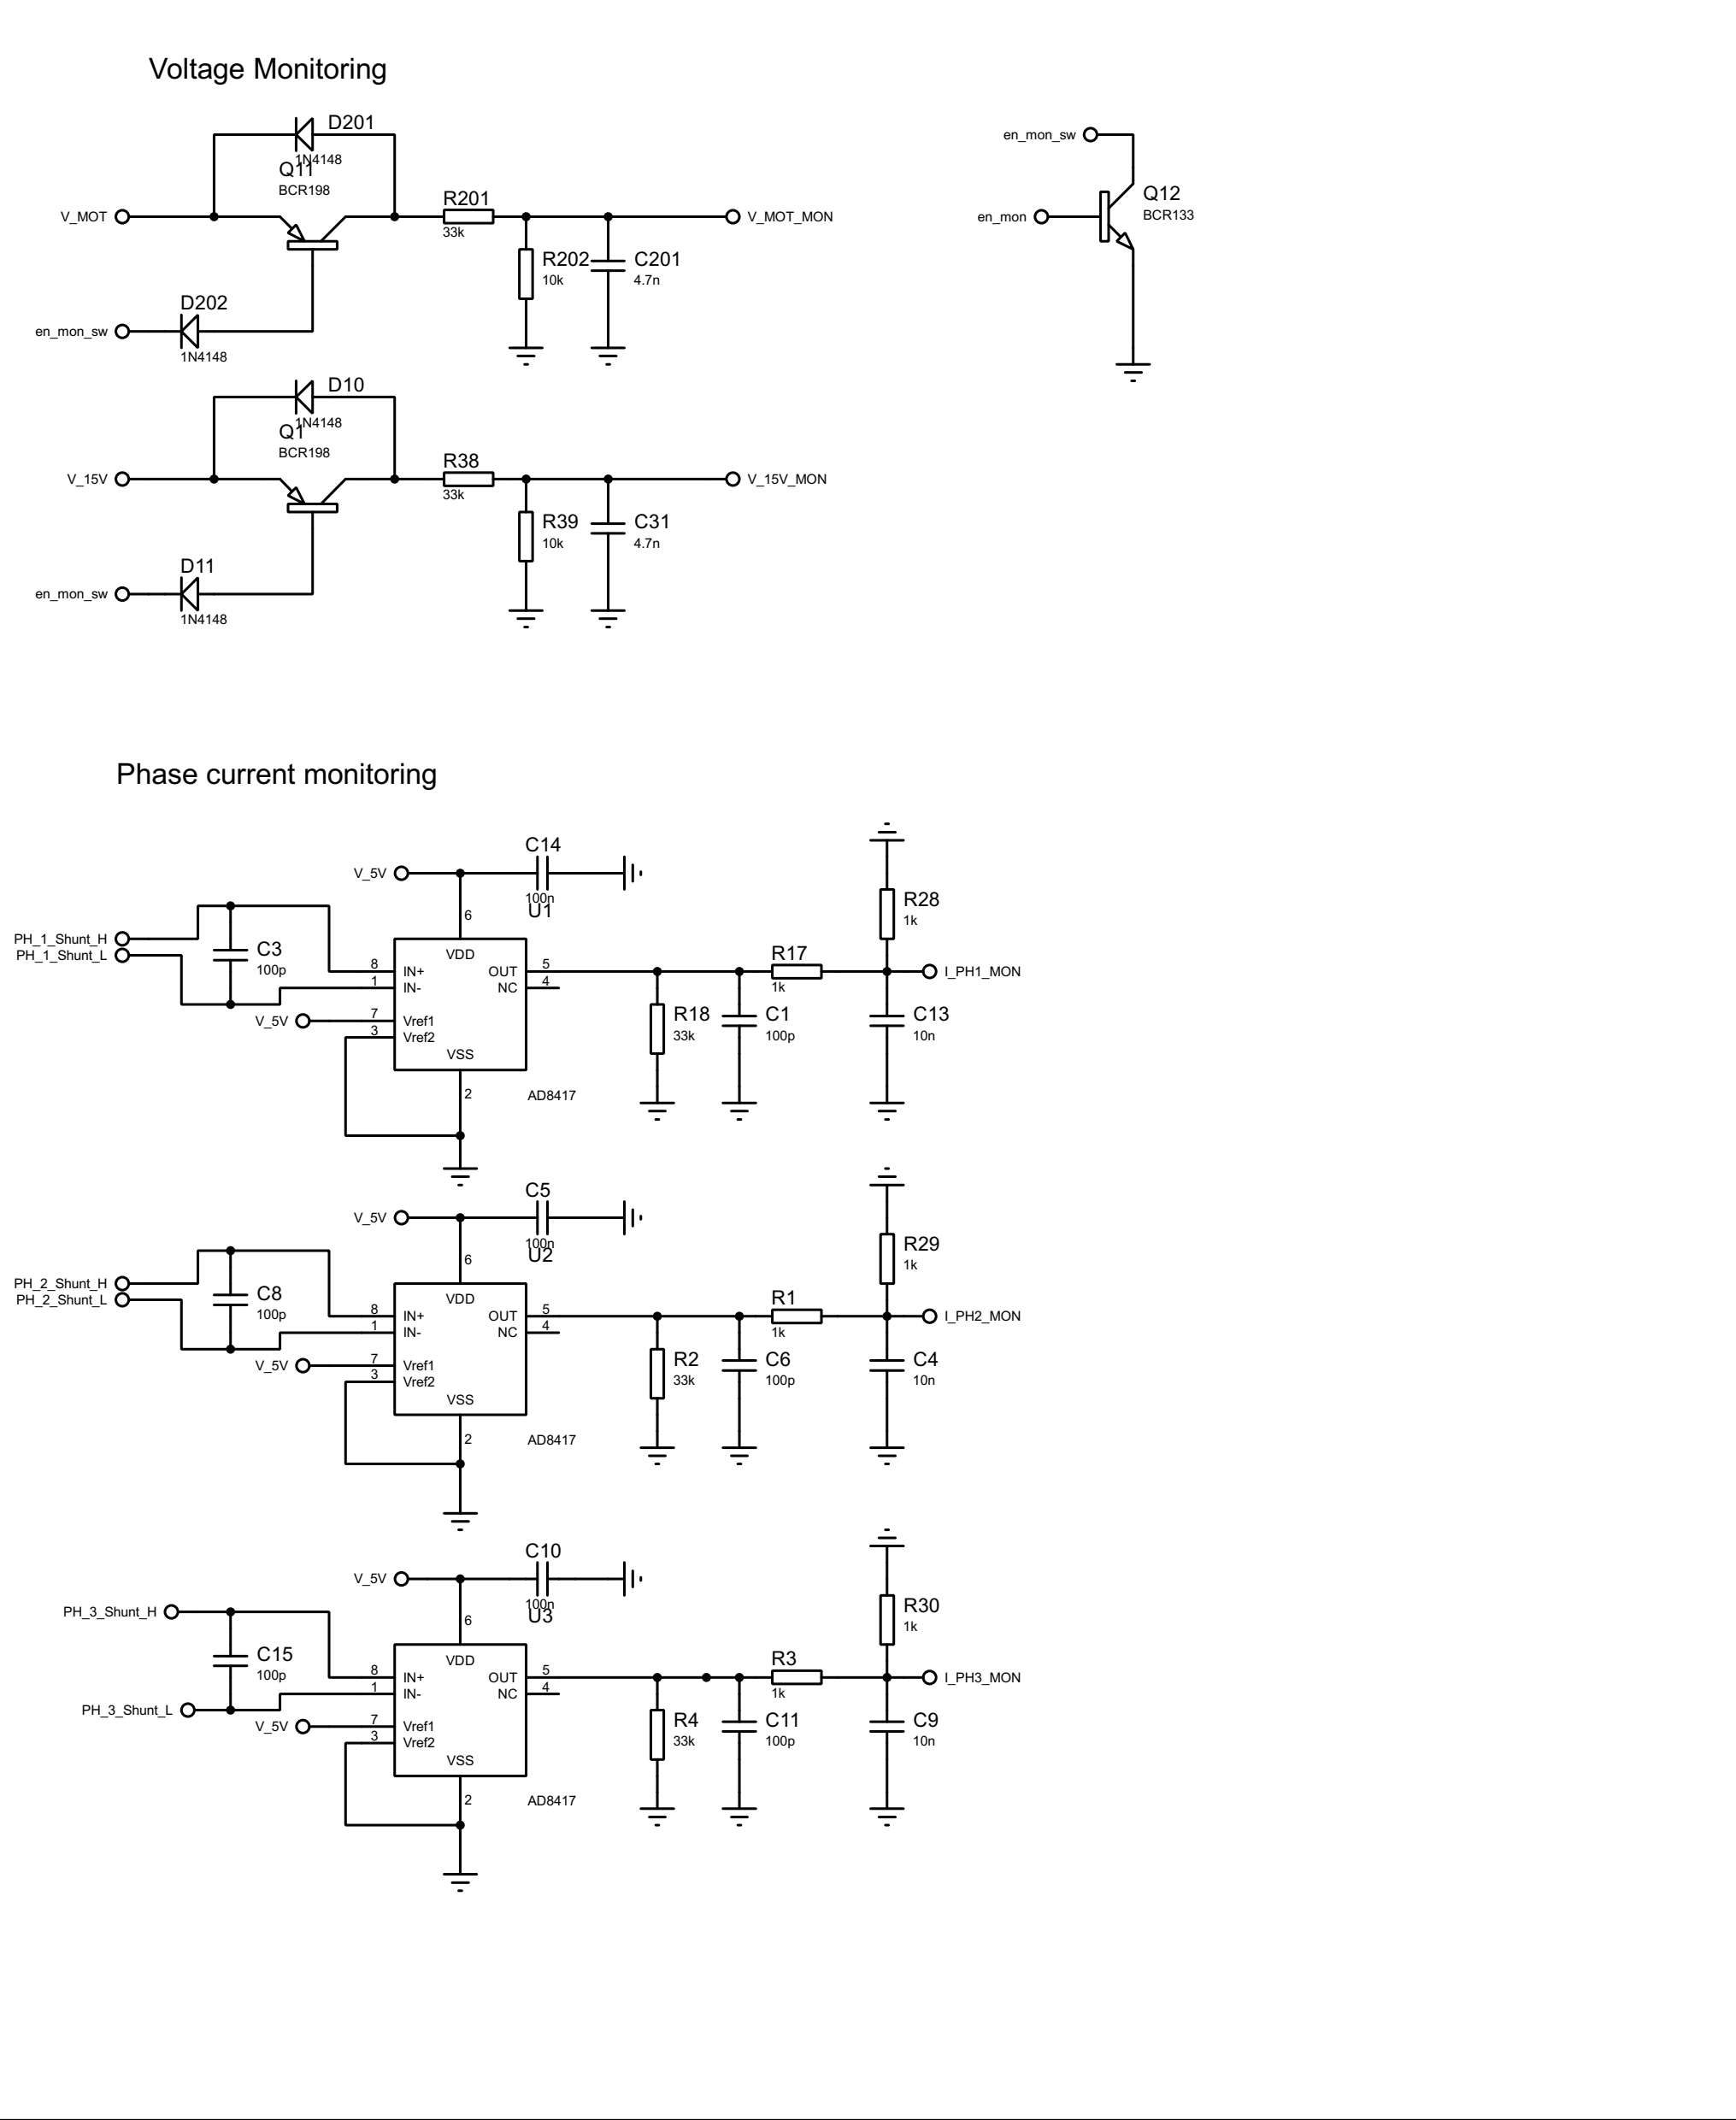 Voltage Monitoring
D201
1N4148
Q11
BCR198
V_MOT
R201
33k
V_MOT_MON
R202
10k
C201
4.7n
D202
en_mon_sw
1N4148
en_mon_sw
Q12
BCR133
en_mon
D10
1N4148
Q1
BCR198
V_15V
R38
33k
V_15V_MON
R39
10k
C31
4.7n
D11
en_mon_sw
1N4148
Phase current monitoring
C14
V_5V
100n
U1
6
PH_1_Shunt_H
PH_1_Shunt_L
C3
100p
VDD
8
IN+
OUT
5
1
IN-
NC
4
V_5V
7
Vref1
3
Vref2
VSS
2
AD8417
R17
1k
R28
1k
I_PH1_MON
R18
33k
C1
100p
C13
10n
C5
V_5V
100n
U2
6
PH_2_Shunt_H
PH_2_Shunt_L
C8
100p
VDD
8
IN+
OUT
5
1
IN-
NC
4
V_5V
7
Vref1
3
Vref2
VSS
2
AD8417
R1
1k
R29
1k
I_PH2_MON
R2
33k
C6
100p
C4
10n
C10
V_5V
100n
U3
6
PH_3_Shunt_H
C15
100p
PH_3_Shunt_L
VDD
8
IN+
OUT
5
1
IN-
NC
4
V_5V
7
Vref1
3
Vref2
VSS
2
AD8417
R3
1k
R30
1k
I_PH3_MON
R4
33k
C11
100p
C9
10n